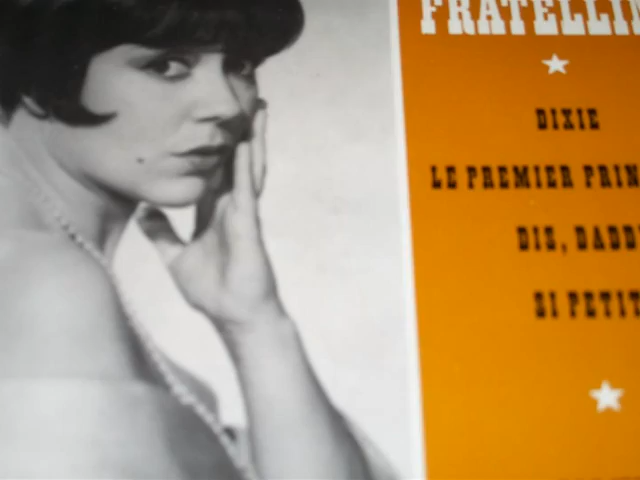 FRATELLIN
DIXIE
LE PREMIER PRIN
DIS, DADD
SI PETIT